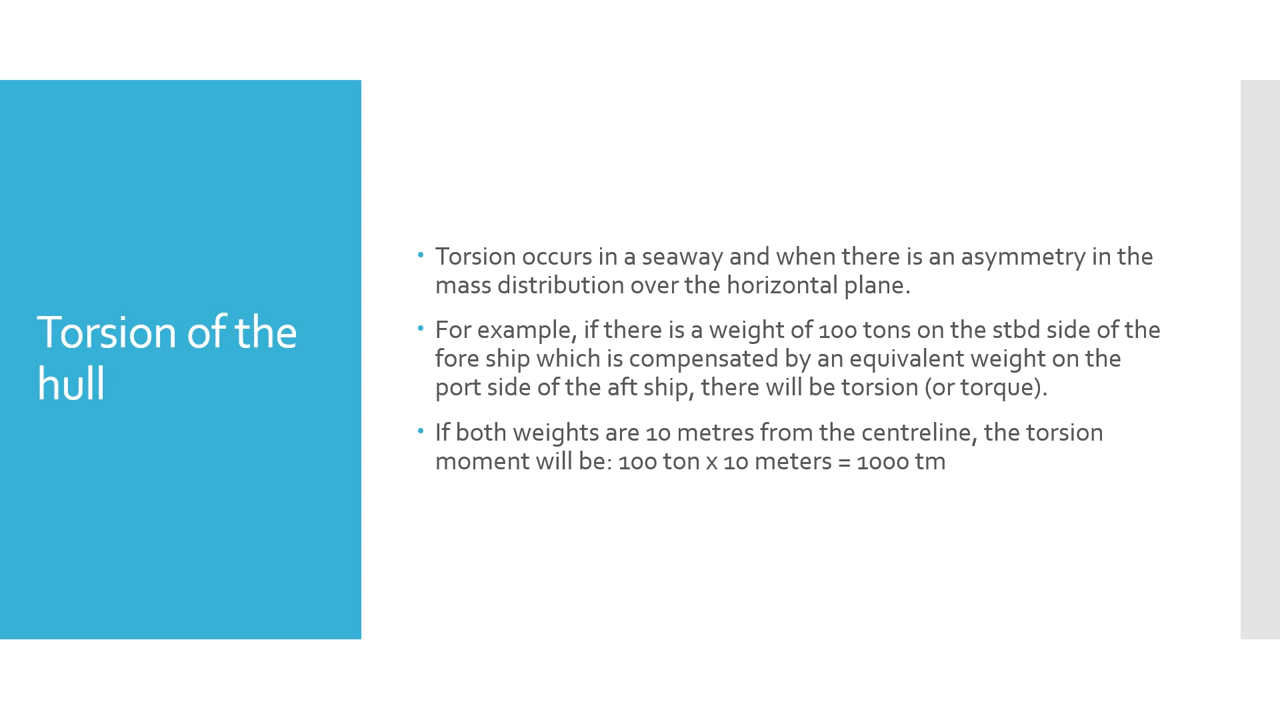 Torsion of the
hull
• Torsion occurs in a seaway and when there is an asymmetry in the
mass distribution over the horizontal plane.
• For example, if there is a weight of 100 tons on the stbd side of the
fore ship which is compensated by an equivalent weight on the
port side of the aft ship, there will be torsion (or torque).
• If both weights are 10 metres from the centreline, the torsion
moment will be: 100 ton x 10 meters = 1000 tm